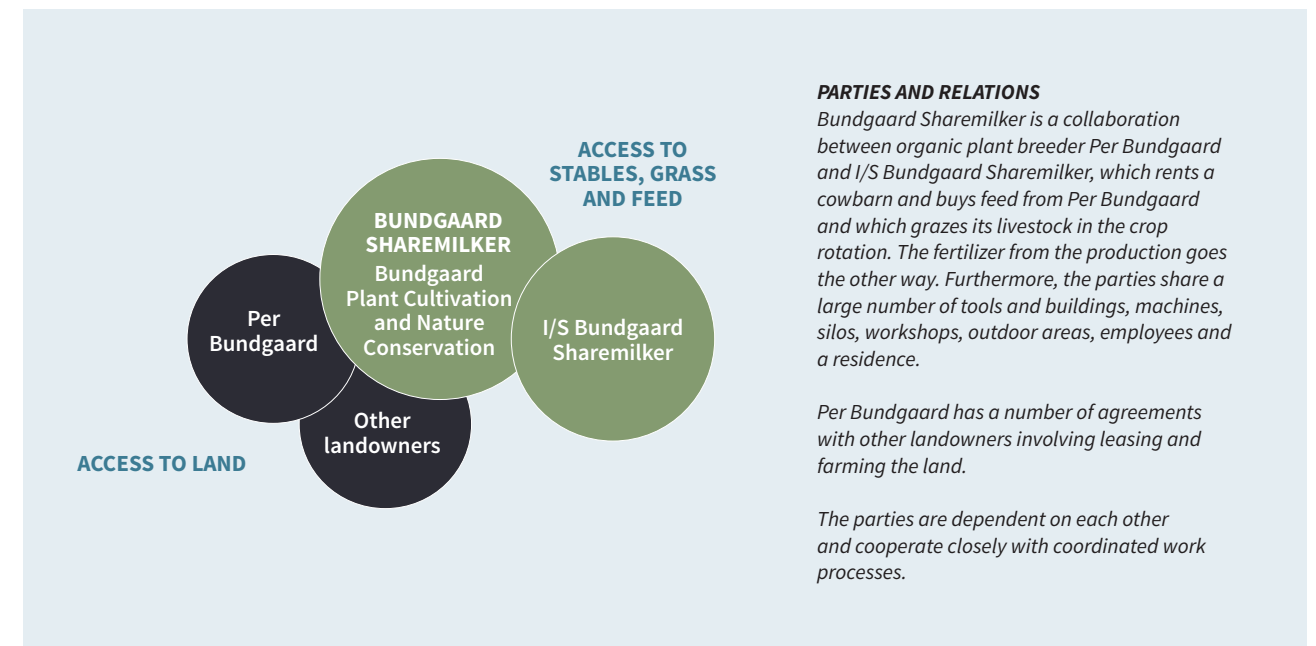 ACCESS TO
STABLES, GRASS
AND FEED
BUNDGAARD
SHAREMILKER
Bundgaard
Plant Cultivation
and Nature
Conservation
Per
Bundgaard
I/S Bundgaard
Sharemilker
Other
landowners
ACCESS TO LAND
PARTIES AND RELATIONS
Bundgaard Sharemilker is a collaboration
between organic plant breeder Per Bundgaard
and I/S Bundgaard Sharemilker, which rents a
cowbarn and buys feed from Per Bundgaard
and which grazes its livestock in the crop
rotation. The fertilizer from the production goes
the other way. Furthermore, the parties share a
large number of tools and buildings, machines,
silos, workshops, outdoor areas, employees and
a residence.
Per Bundgaard has a number of agreements
with other landowners involving leasing and
farming the land.
The parties are dependent on each other
and cooperate closely with coordinated work
processes.